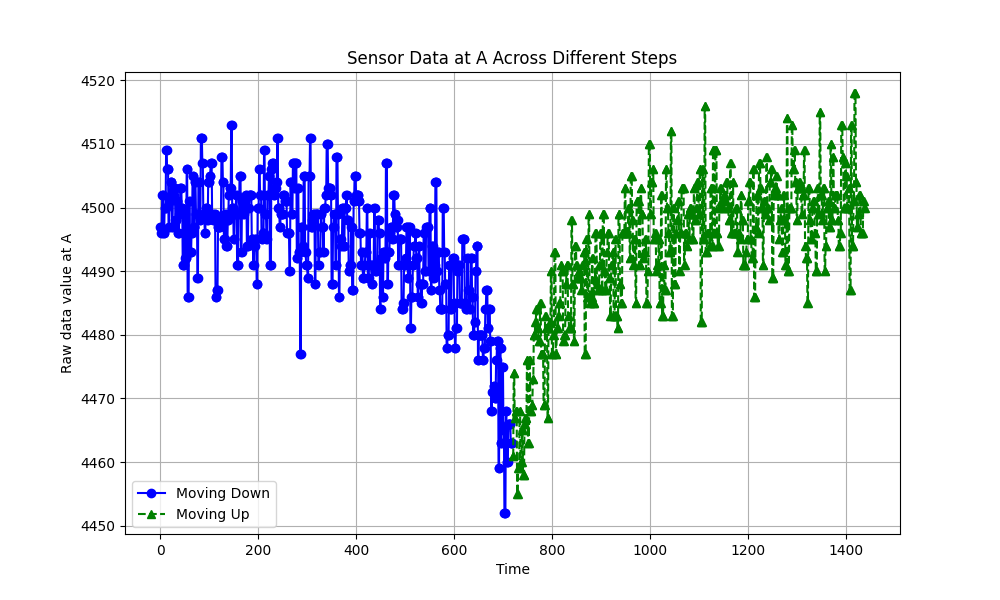 Sensor Data at A Across Different Steps
4520
4510
4500
4490
4480
4470
4460
4450
Raw data value at A
Moving Down
Moving Up
0 200 400 600 800 1000 1200 1400
Time